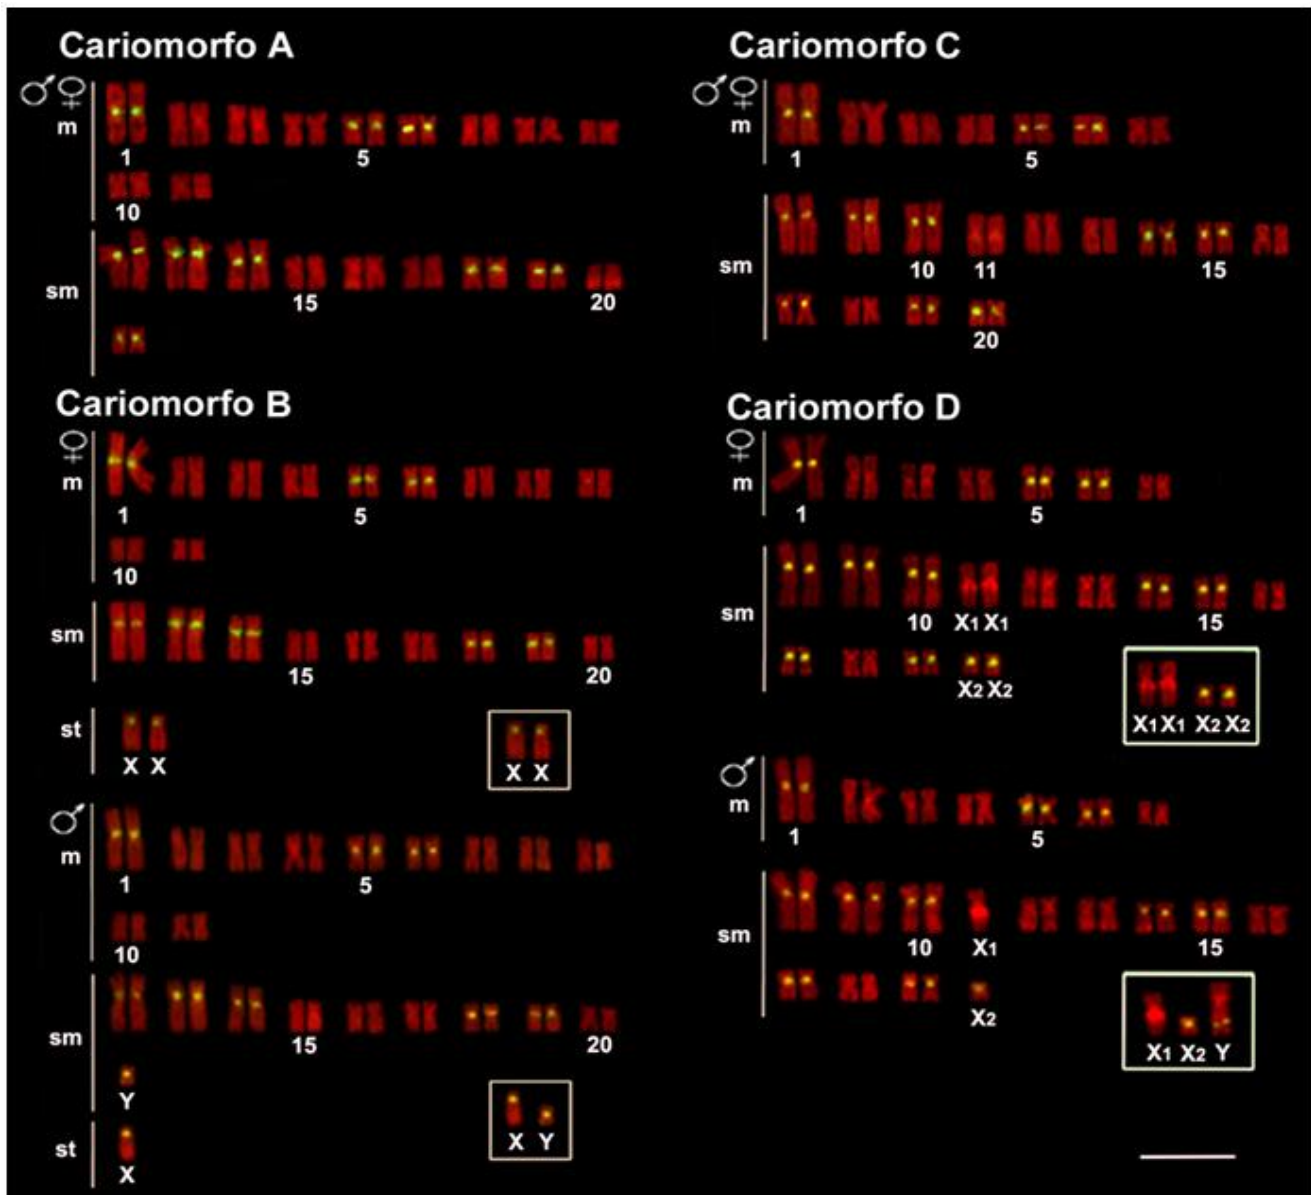 Cariomorfo A
♂♀
m
1 5
10
sm
15 20
Cariomorfo B
♀
m
1 5
10
sm
15 20
st
X X
X X
♂
m
1 5
10
sm
15 20
Y
st
X
X Y
Cariomorfo C
♂♀
m
1 5
sm
10 11 15
20
Cariomorfo D
♀
m
1 5
sm
10 X1 X1 15
X2 X2
X1 X1 X2 X2
♂
m
1 5
sm
10 X1 15
X2
X1 X2 Y